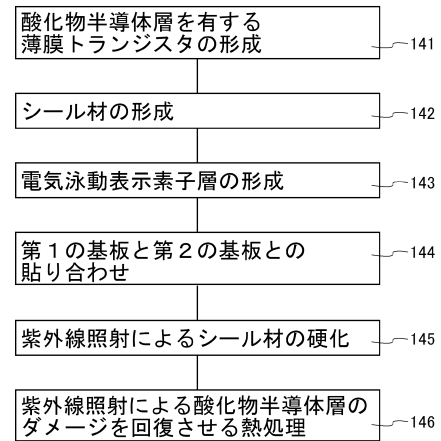 酸化物半導体層を有する
薄膜トランジスタの形成
141
シール材の形成
142
電気泳動表示素子層の形成
143
第1の基板と第2の基板との
貼り合わせ
144
紫外線照射によるシール材の硬化
145
紫外線照射による酸化物半導体層の
ダメージを回復させる熱処理
146